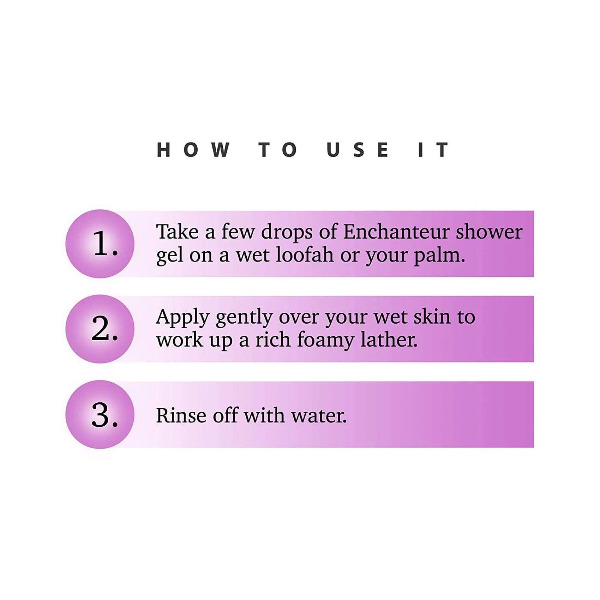 HOW TO USE IT
1.
Take a few drops of Enchanteur shower
gel on a wet loofah or your palm.
2.
Apply gently over your wet skin to
work up a rich foamy lather.
3.
Rinse off with water.